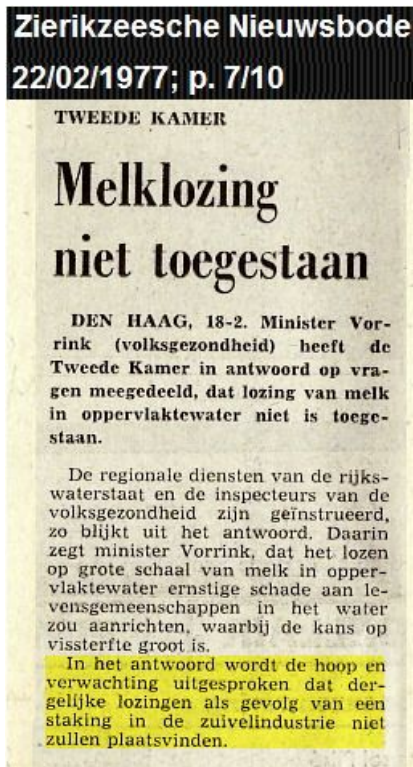 Zierikzeesche Nieuwsbode
22/02/1977; p. 7/10
TWEEDE KAMER
Melklozing
niet toegestaan
DEN HAAG, 18-2. Minister Vor-
rink (volksgezondheid) heeft de
Tweede Kamer in antwoord op vra-
gen meegedeeld, dat lozing van melk
in oppervlaktewater niet is toege-
staan.
De regionale diensten van de rijks-
waterstaat en de inspecteurs van de
volksgezondheid zijn geïnstrueerd,
zo blijkt uit het antwoord. Daarin
zegt minister Vorrink, dat het lozen
op grote schaal van melk in opper-
vlaktewater ernstige schade aan le-
vensgemeenschappen in het water
zou aanrichten, waarbij de kans op
vissterfte groot is.
In het antwoord wordt de hoop en
verwachting uitgesproken dat der-
gelijke lozingen als gevolg van een
staking in de zuivelindustrie niet
zullen plaatsvinden.